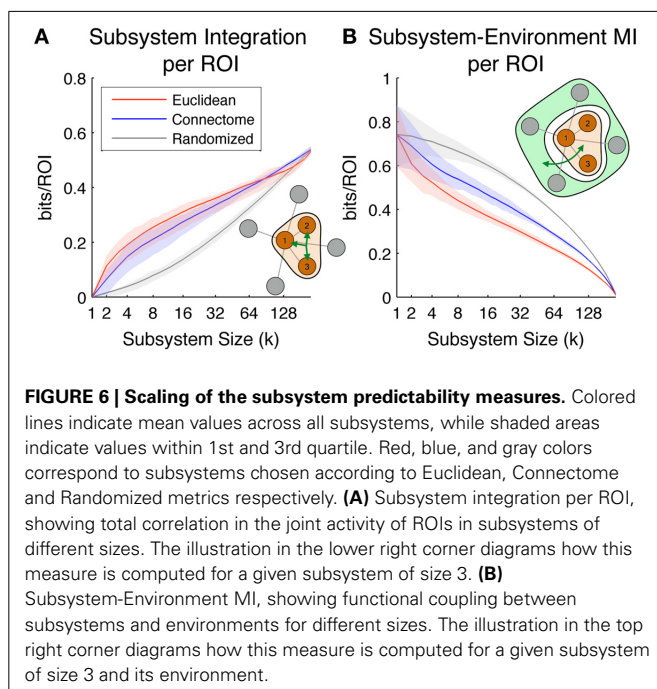 A Subsystem Integration per ROI
B Subsystem-Environment MI per ROI
0.8
0.6
0.4
0.2
0
bits/ROI
Euclidean
Connectome
Randomized
1
2
3
1 2 4 8 16 32 64 128
Subsystem Size (k)
1
0.8
0.6
0.4
0.2
0
bits/ROI
1
2
3
1 2 4 8 16 32 64 128
Subsystem Size (k)
FIGURE 6 | Scaling of the subsystem predictability measures. Colored
lines indicate mean values across all subsystems, while shaded areas
indicate values within 1st and 3rd quartile. Red, blue, and gray colors
correspond to subsystems chosen according to Euclidean, Connectome
and Randomized metrics respectively. (A) Subsystem integration per ROI,
showing total correlation in the joint activity of ROIs in subsystems of
different sizes. The illustration in the lower right corner diagrams how this
measure is computed for a given subsystem of size 3. (B)
Subsystem-Environment MI, showing functional coupling between
subsystems and environments for different sizes. The illustration in the top
right corner diagrams how this measure is computed for a given subsystem
of size 3 and its environment.